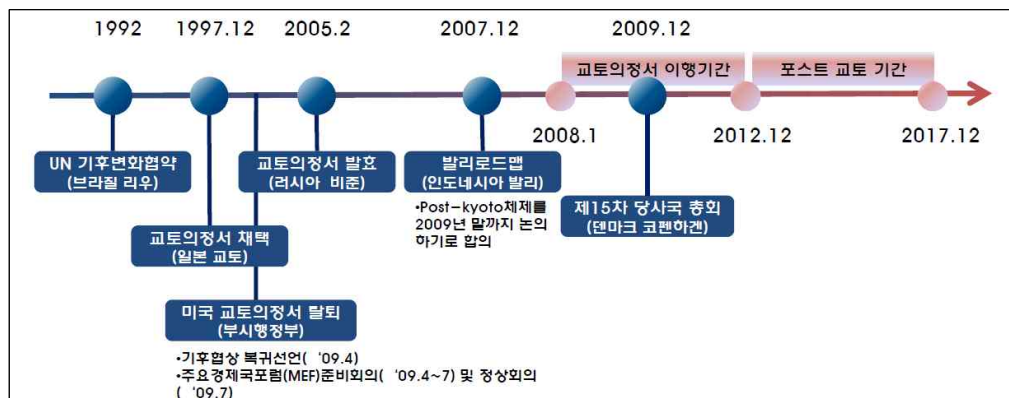 1992
1997.12
2005.2
2007.12
2009.12
교토의정서 이행기간
포스트 교토 기간
2008.1
2012.12
2017.12
UN 기후변화협약
(브라질 리우)
교토의정서 발효
(러시아 비준)
발리로드맵
(인도네시아 발리)
•Post-kyoto체제를
2009년 말까지 논의
하기로 합의
제15차 당사국 총회
(덴마크 코펜하겐)
교토의정서 채택
(일본 교토)
미국 교토의정서 탈퇴
(부시행정부)
•기후협상 복귀선언( '09.4)
•주요경제국포럼(MEF)준비회의( '09.4~7) 및 정상회의
( '09.7)